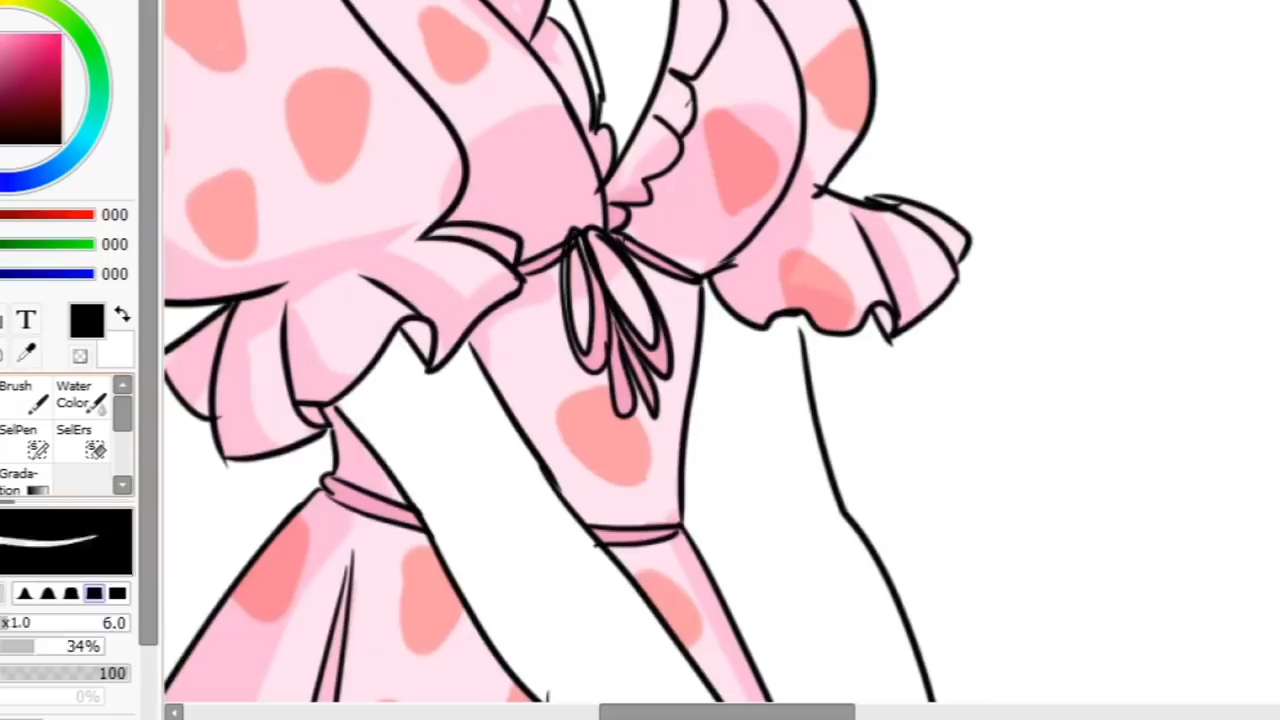 000
000
000
T
Brush Water
Color
SelPen SelErs
Grada-
tion
x1.0 6.0
34%
100
0%